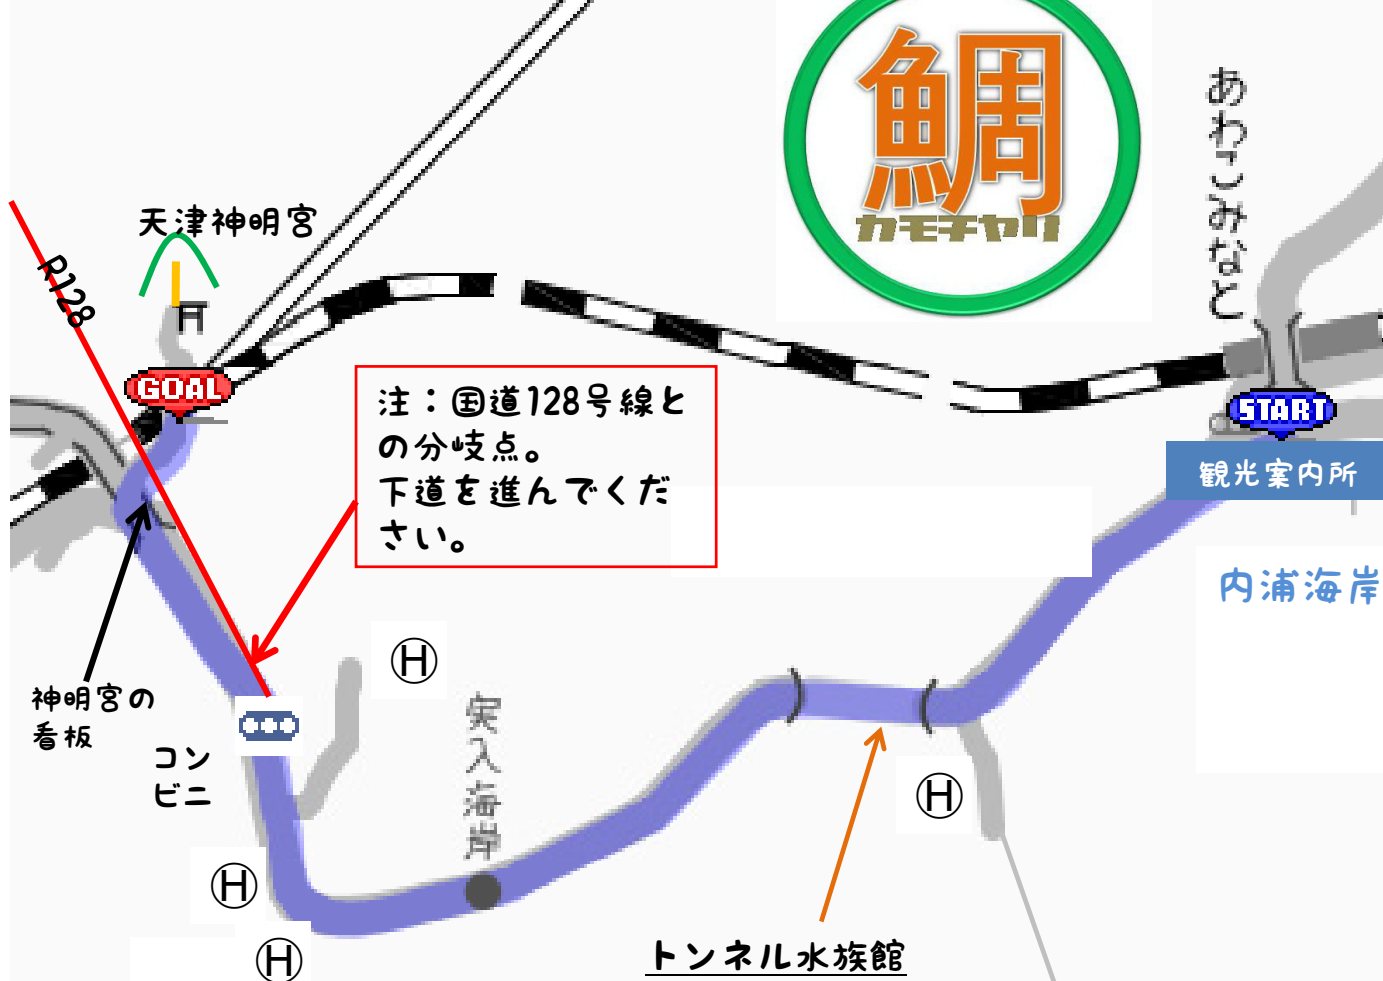 鯛
カモチャリ
あわこみなと
天津神明宮
R128
GOAL
注：国道128号線と
の分岐点。
下道を進んでくだ
さい。
START
観光案内所
内浦海岸
神明宮の
看板
コン
ビニ
実入海岸
H
H
H
H
トンネル水族館